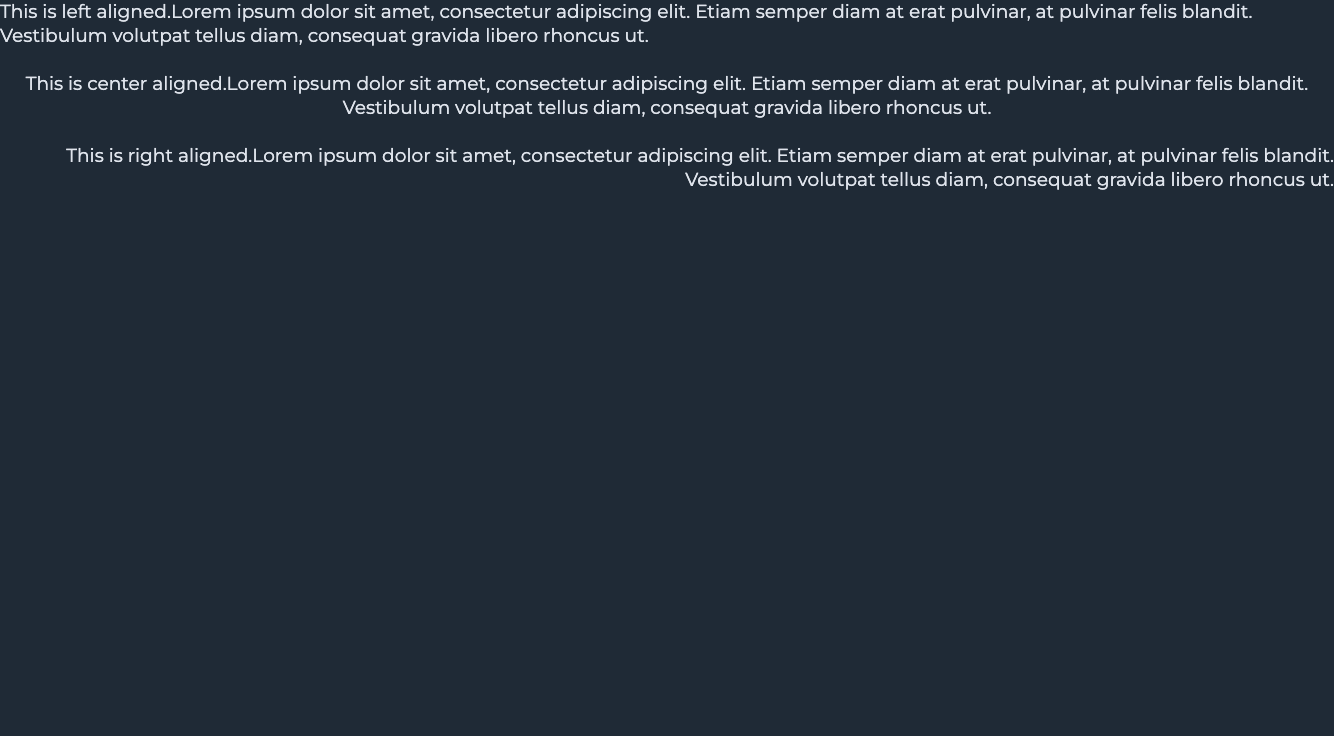 This is left aligned.Lorem ipsum dolor sit amet, consectetur adipiscing elit. Etiam semper diam at erat pulvinar, at pulvinar felis blandit.
Vestibulum volutpat tellus diam, consequat gravida libero rhoncus ut.
This is center aligned.Lorem ipsum dolor sit amet, consectetur adipiscing elit. Etiam semper diam at erat pulvinar, at pulvinar felis blandit.
Vestibulum volutpat tellus diam, consequat gravida libero rhoncus ut.
This is right aligned.Lorem ipsum dolor sit amet, consectetur adipiscing elit. Etiam semper diam at erat pulvinar, at pulvinar felis blandit.
Vestibulum volutpat tellus diam, consequat gravida libero rhoncus ut.